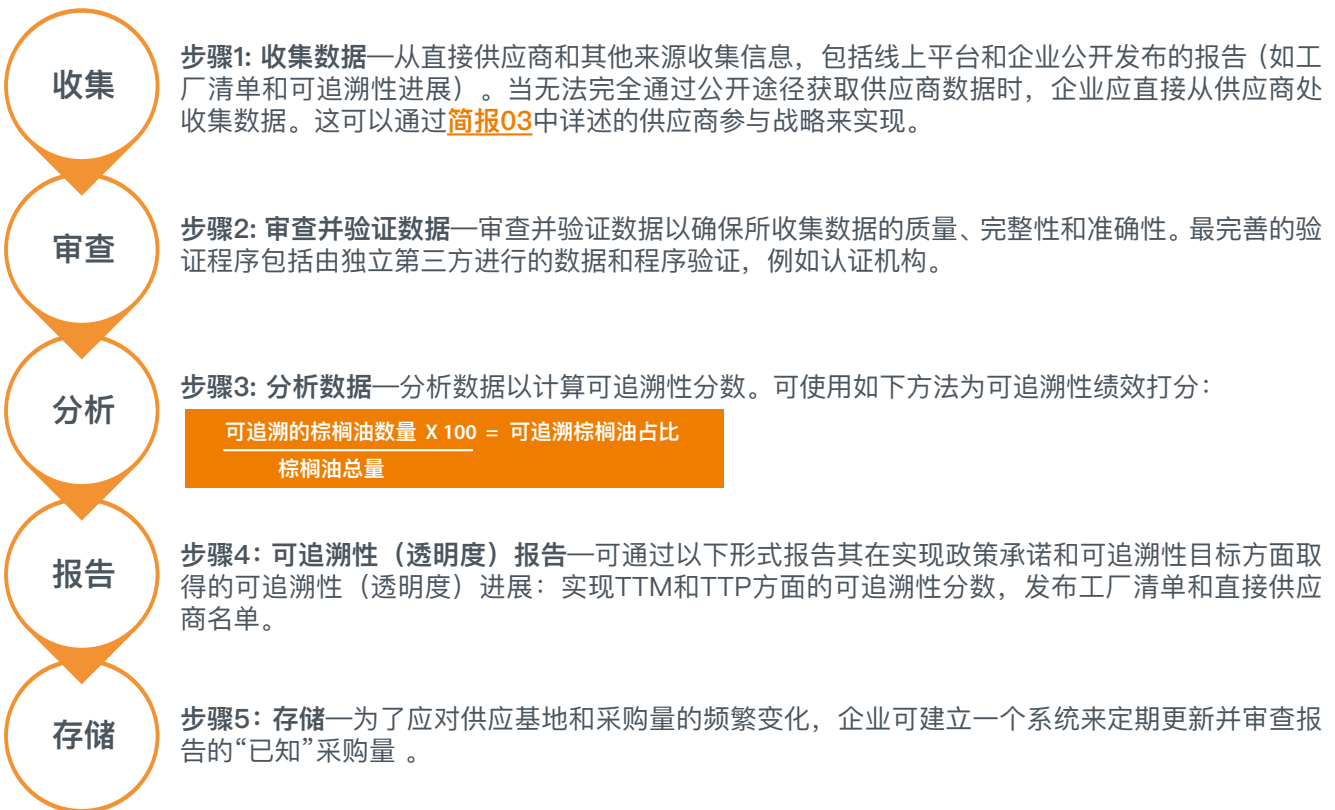 收集
步骤1: 收集数据—从直接供应商和其他来源收集信息，包括线上平台和企业公开发布的报告（如工
厂清单和可追溯性进展）。当无法完全通过公开途径获取供应商数据时，企业应直接从供应商处
收集数据。这可以通过简报03中详述的供应商参与战略来实现。
审查
步骤2: 审查并验证数据—审查并验证数据以确保所收集数据的质量、完整性和准确性。最完善的验
证程序包括由独立第三方进行的数据和程序验证，例如认证机构。
分析
步骤3: 分析数据—分析数据以计算可追溯性分数。可使用如下方法为可追溯性绩效打分：
可追溯的棕榈油数量 X 100 = 可追溯棕榈油占比
棕榈油总量
报告
步骤4：可追溯性（透明度）报告—可通过以下形式报告其在实现政策承诺和可追溯性目标方面取
得的可追溯性（透明度）进展：实现TTM和TTP方面的可追溯性分数，发布工厂清单和直接供应
商名单。
存储
步骤5：存储—为了应对供应基地和采购量的频繁变化，企业可建立一个系统来定期更新并审查报
告的“已知”采购量 。